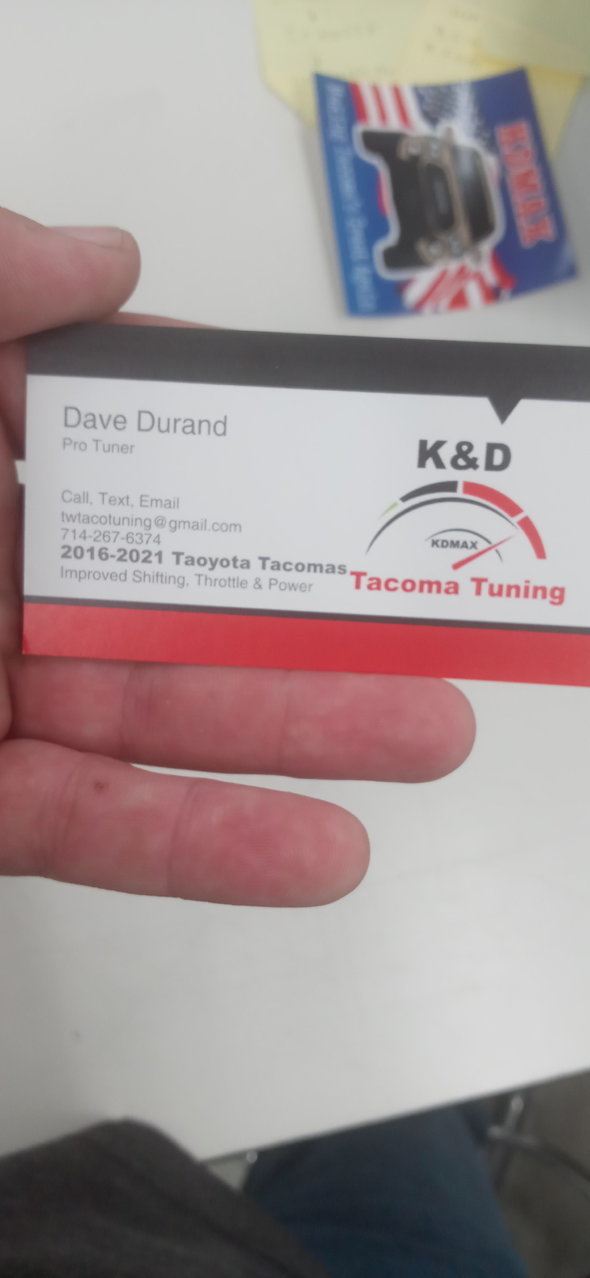 KDMAX
Dave Durand
Pro Tuner
Call, Text, Email
twtacotuning@gmail.com
714-267-6374
2016-2021 Taoyota Tacomas
Improved Shifting, Throttle & Power
K&D
KDMAX
Tacoma Tuning